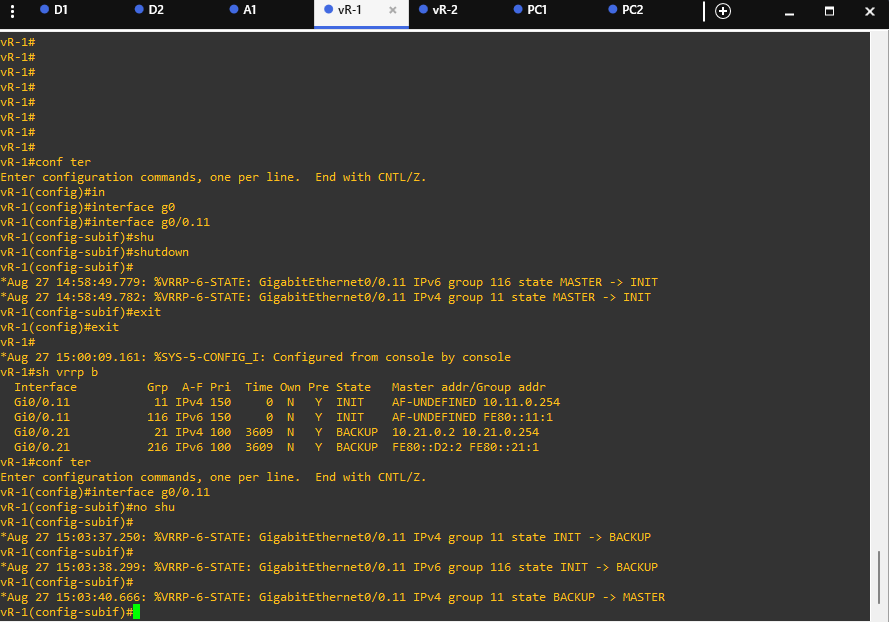 D1 D2 A1 vR-1 vR-2 PC1 PC2
vR-1#
vR-1#
vR-1#
vR-1#
vR-1#
vR-1#
vR-1#
vR-1#
vR-1#conf ter
Enter configuration commands, one per line.  End with CNTL/Z.
vR-1(config)#in
vR-1(config)#interface g0
vR-1(config)#interface g0/0.11
vR-1(config-subif)#shu
vR-1(config-subif)#shutdown
vR-1(config-subif)#
*Aug 27 14:58:49.779: %VRRP-6-STATE: GigabitEthernet0/0.11 IPv6 group 116 state MASTER -> INIT
*Aug 27 14:58:49.782: %VRRP-6-STATE: GigabitEthernet0/0.11 IPv4 group 11 state MASTER -> INIT
vR-1(config-subif)#exit
vR-1(config)#exit
vR-1#
*Aug 27 15:00:09.161: %SYS-5-CONFIG_I: Configured from console by console
vR-1#sh vrrp b
  Interface          Grp  A-F Pri  Time Own Pre State   Master addr/Group addr
  Gi0/0.11            11 IPv4 150     0  N   Y  INIT    AF-UNDEFINED 10.11.0.254
  Gi0/0.11           116 IPv6 150     0  N   Y  INIT    AF-UNDEFINED FE80::11:1
  Gi0/0.21            21 IPv4 100  3609  N   Y  BACKUP  10.21.0.2 10.21.0.254
  Gi0/0.21           216 IPv6 100  3609  N   Y  BACKUP  FE80::D2:2 FE80::21:1
vR-1#conf ter
Enter configuration commands, one per line.  End with CNTL/Z.
vR-1(config)#interface g0/0.11
vR-1(config-subif)#no shu
vR-1(config-subif)#
*Aug 27 15:03:37.250: %VRRP-6-STATE: GigabitEthernet0/0.11 IPv4 group 11 state INIT -> BACKUP
vR-1(config-subif)#
*Aug 27 15:03:38.299: %VRRP-6-STATE: GigabitEthernet0/0.11 IPv6 group 116 state INIT -> BACKUP
vR-1(config-subif)#
*Aug 27 15:03:40.666: %VRRP-6-STATE: GigabitEthernet0/0.11 IPv4 group 11 state BACKUP -> MASTER
vR-1(config-subif)#